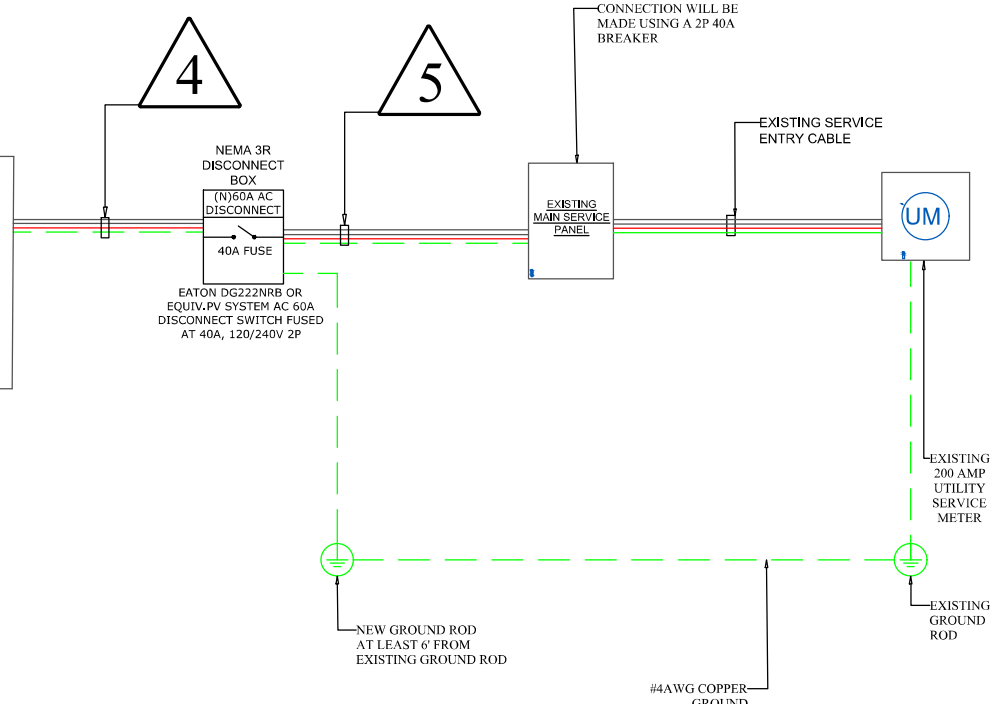 CONNECTION WILL BE
MADE USING A 2P 40A
BREAKER
4
5
EXISTING SERVICE
ENTRY CABLE
NEMA 3R
DISCONNECT
BOX
(N)60A AC
DISCONNECT
40A FUSE
EATON DG222NRB OR
EQUIV.PV SYSTEM AC 60A
DISCONNECT SWITCH FUSED
AT 40A, 120/240V 2P
EXISTING
MAIN SERVICE
PANEL
UM
EXISTING
200 AMP
UTILITY
SERVICE
METER
NEW GROUND ROD
AT LEAST 6' FROM
EXISTING GROUND ROD
EXISTING
GROUND
ROD
#4AWG COPPER
GROUND